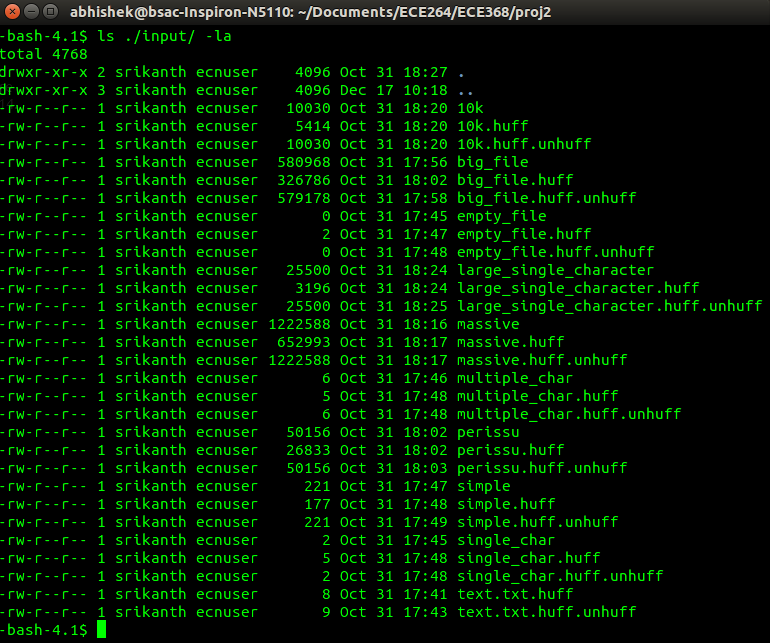 abhishek@bsac-Inspiron-N5110: ~/Documents/ECE264/ECE368/proj2
-bash-4.1$ ls ./input/ -la
total 4768
drwxr-xr-x 2 srikanth ecnuser    4096 Oct 31 18:27 .
drwxr-xr-x 3 srikanth ecnuser    4096 Dec 17 10:18 ..
-rw-r--r-- 1 srikanth ecnuser   10030 Oct 31 18:20 10k
-rw-r--r-- 1 srikanth ecnuser    5414 Oct 31 18:20 10k.huff
-rw-r--r-- 1 srikanth ecnuser   10030 Oct 31 18:20 10k.huff.unhuff
-rw-r--r-- 1 srikanth ecnuser  580968 Oct 31 17:56 big_file
-rw-r--r-- 1 srikanth ecnuser  326786 Oct 31 18:02 big_file.huff
-rw-r--r-- 1 srikanth ecnuser  579178 Oct 31 17:58 big_file.huff.unhuff
-rw-r--r-- 1 srikanth ecnuser       0 Oct 31 17:45 empty_file
-rw-r--r-- 1 srikanth ecnuser       2 Oct 31 17:47 empty_file.huff
-rw-r--r-- 1 srikanth ecnuser       0 Oct 31 17:48 empty_file.huff.unhuff
-rw-r--r-- 1 srikanth ecnuser   25500 Oct 31 18:24 large_single_character
-rw-r--r-- 1 srikanth ecnuser    3196 Oct 31 18:24 large_single_character.huff
-rw-r--r-- 1 srikanth ecnuser   25500 Oct 31 18:25 large_single_character.huff.unhuff
-rw-r--r-- 1 srikanth ecnuser 1222588 Oct 31 18:16 massive
-rw-r--r-- 1 srikanth ecnuser  652993 Oct 31 18:17 massive.huff
-rw-r--r-- 1 srikanth ecnuser 1222588 Oct 31 18:17 massive.huff.unhuff
-rw-r--r-- 1 srikanth ecnuser       6 Oct 31 17:46 multiple_char
-rw-r--r-- 1 srikanth ecnuser       5 Oct 31 17:48 multiple_char.huff
-rw-r--r-- 1 srikanth ecnuser       6 Oct 31 17:48 multiple_char.huff.unhuff
-rw-r--r-- 1 srikanth ecnuser   50156 Oct 31 18:02 perissu
-rw-r--r-- 1 srikanth ecnuser   26833 Oct 31 18:02 perissu.huff
-rw-r--r-- 1 srikanth ecnuser   50156 Oct 31 18:03 perissu.huff.unhuff
-rw-r--r-- 1 srikanth ecnuser     221 Oct 31 17:47 simple
-rw-r--r-- 1 srikanth ecnuser     177 Oct 31 17:48 simple.huff
-rw-r--r-- 1 srikanth ecnuser     221 Oct 31 17:49 simple.huff.unhuff
-rw-r--r-- 1 srikanth ecnuser       2 Oct 31 17:45 single_char
-rw-r--r-- 1 srikanth ecnuser       5 Oct 31 17:48 single_char.huff
-rw-r--r-- 1 srikanth ecnuser       2 Oct 31 17:48 single_char.huff.unhuff
-rw-r--r-- 1 srikanth ecnuser       8 Oct 31 17:41 text.txt.huff
-rw-r--r-- 1 srikanth ecnuser       9 Oct 31 17:43 text.txt.huff.unhuff
-bash-4.1$